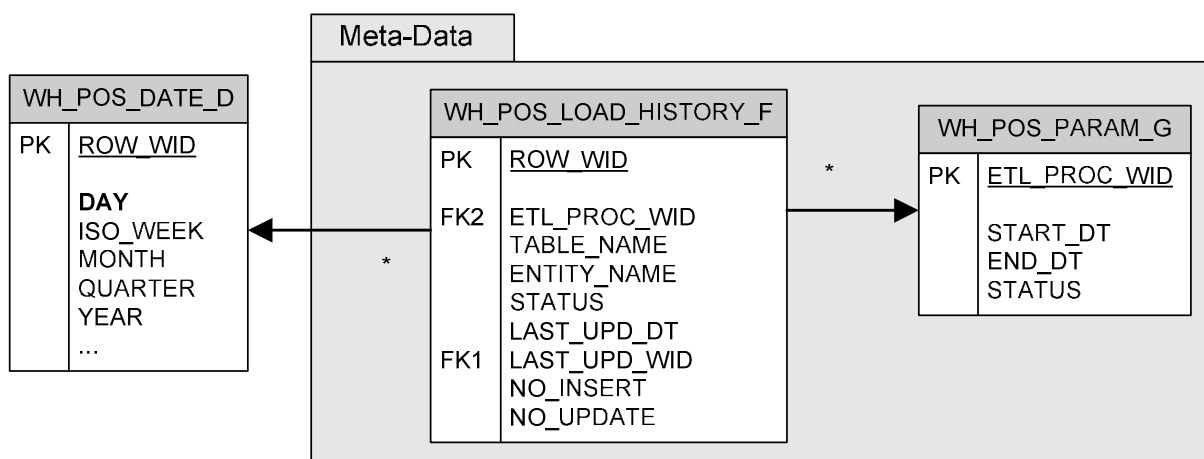 Meta-Data
WH_POS_DATE_D
PK ROW_WID
DAY
ISO_WEEK
MONTH
QUARTER
YEAR
...
*
WH_POS_LOAD_HISTORY_F
PK ROW_WID
FK2 ETL_PROC_WID
TABLE_NAME
ENTITY_NAME
STATUS
LAST_UPD_DT
FK1 LAST_UPD_WID
NO_INSERT
NO_UPDATE
*
WH_POS_PARAM_G
PK ETL_PROC_WID
START_DT
END_DT
STATUS